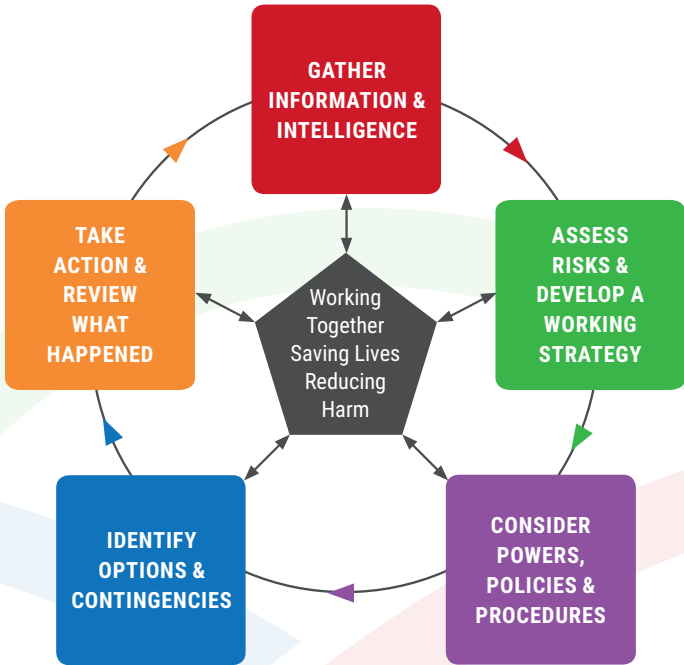 GATHER
INFORMATION &
INTELLIGENCE
ASSESS
RISKS &
DEVELOP A
WORKING
STRATEGY
CONSIDER
POWERS,
POLICIES &
PROCEDURES
IDENTIFY
OPTIONS &
CONTINGENCIES
TAKE
ACTION &
REVIEW
WHAT
HAPPENED
Working
Together
Saving Lives
Reducing
Harm